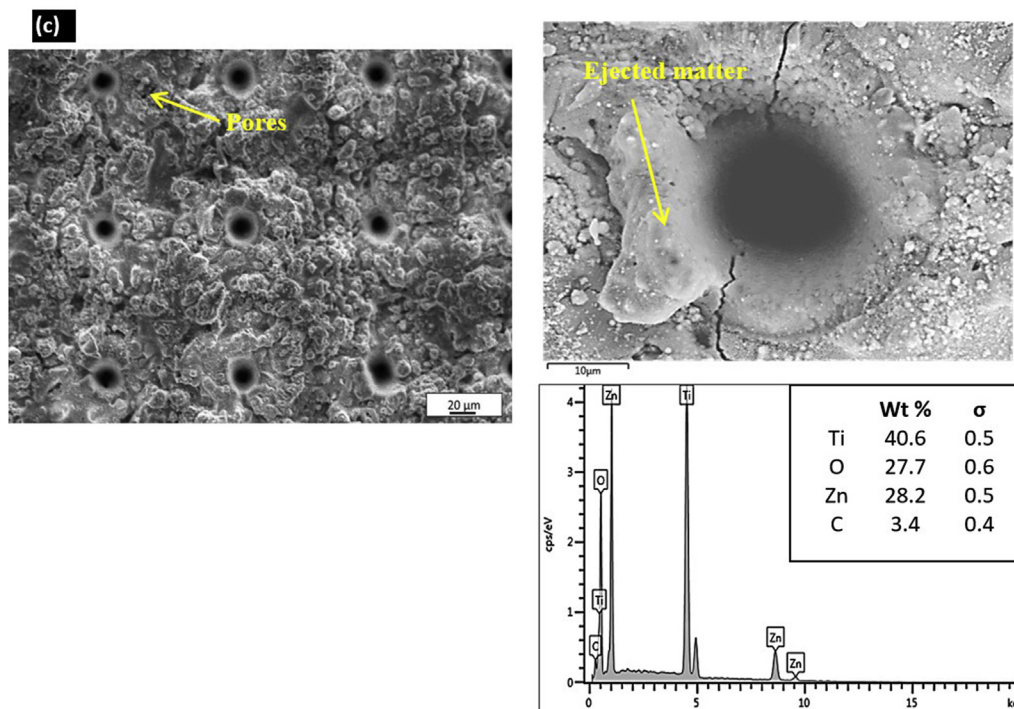 (c)
Pores
20 µm
Ejected matter
10µm
Wt % σ
Ti 40.6 0.5
O 27.7 0.6
Zn 28.2 0.5
C 3.4 0.4
cps/eV
4
3
2
1
0
Zn
Ti
O
Ti
C
Zn
Zn
0 5 10 15